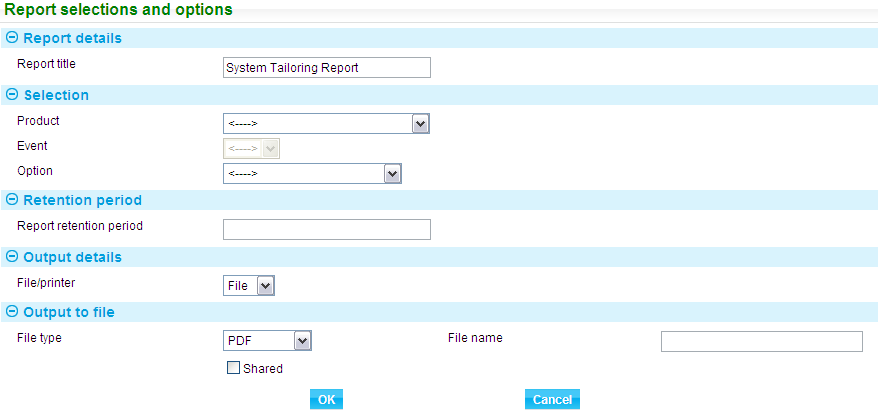 Report selections and options
Report details
Report title System Tailoring Report
Selection
Product <---->
Event <---->
Option <---->
Retention period
Report retention period
Output details
File/printer File
Output to file
File type PDF File name
Shared
OK Cancel